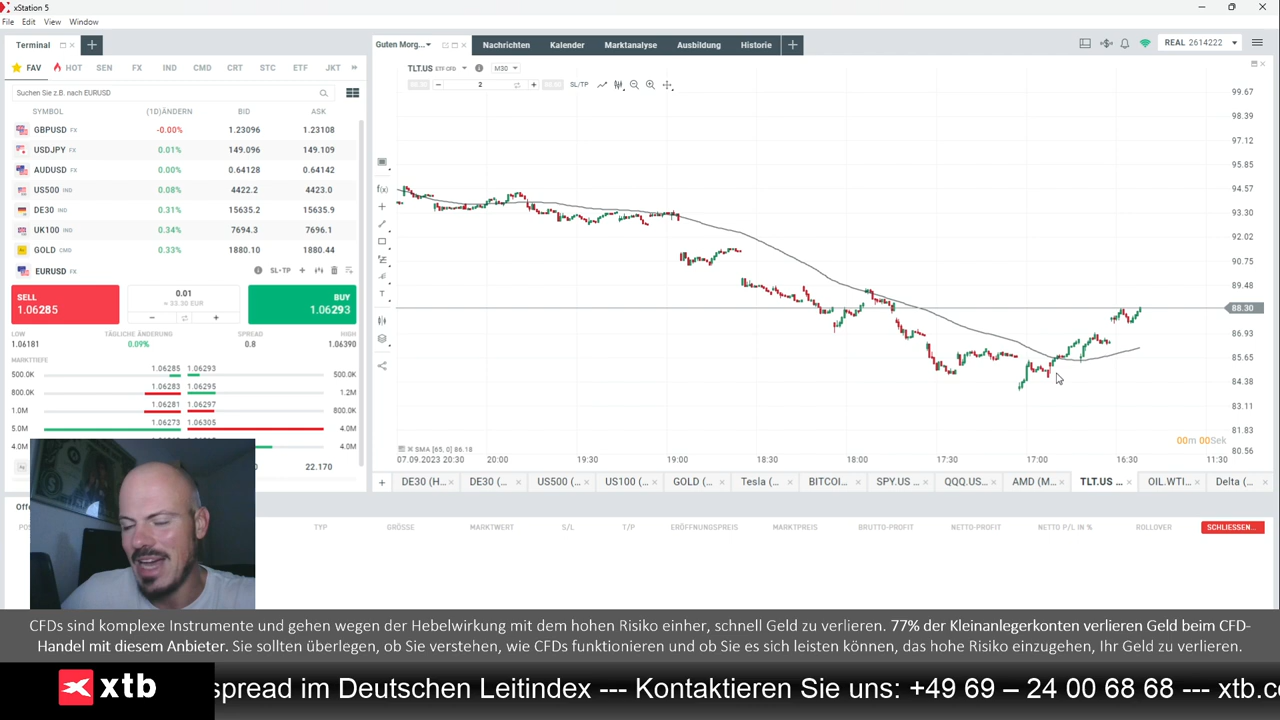 xStation 5
File Edit View Window
Terminal
FAV HOT SEN FX IND CMD CRT STC ETF JKT
Suchen Sie z.B. nach EURUSD
SYMBOL (1D)ÄNDERN BID ASK
GBPUSD FX -0.00% 1.23096 1.23108
USDJPY FX 0.01% 149.096 149.109
AUDUSD FX 0.00% 0.64128 0.64142
US500 IND 0.08% 4422.2 4423.0
DE30 IND 0.31% 15635.2 15635.9
UK100 IND 0.34% 7694.3 7696.1
GOLD CMD 0.33% 1880.10 1880.44
EURUSD FX SL-TP
SELL 1.06285
0.01
≈ 33.30 EUR
BUY 1.06293
LOW TÄGLICHE ÄNDERUNG SPREAD HIGH
1.06181 0.09% 0.8 1.06390
MARKTTIEFE
500.0K 1.06285 1.06293 500.0K
800.0K 1.06283 1.06295 1.2M
1.0M 1.06281 1.06297 800.0K
5.0M 1.06273 1.06305 4.0M
4.0M 4.0M
22.170
Guten Morg... Nachrichten Kalender Marktanalyse Ausbildung Historie
REAL 2614222
TLT.US ETF CFD M30
2 SL/TP
99.67
98.39
97.12
95.85
94.57
93.30
92.02
90.75
89.48
88.30
86.93
85.65
84.38
83.11
81.83
80.56
00m 00Sek
SMA [65, 0] 86.18
07.09.2023 20:30 20:00 19:30 19:00 18:30 18:00 17:30 17:00 16:30 11:30
DE30 (H... DE30 (... US500 (... US100 (... GOLD (... Tesla (... BITCOI... SPY.US ... QQQ.US... AMD (M... TLT.US ... OIL.WTI... Delta (...
TYP GRÖSSE MARKTWERT S/L T/P ERÖFFNUNGSPREIS MARKTPREIS BRUTTO-PROFIT NETTO-PROFIT NETTO P/L IN % ROLLOVER SCHLIESSEN...
CFDs sind komplexe Instrumente und gehen wegen der Hebelwirkung mit dem hohen Risiko einher, schnell Geld zu verlieren. 77% der Kleinanlegerkonten verlieren Geld beim CFD-
Handel mit diesem Anbieter. Sie sollten überlegen, ob Sie verstehen, wie CFDs funktionieren und ob Sie es sich leisten können, das hohe Risiko einzugehen, Ihr Geld zu verlieren.
xtb
spread im Deutschen Leitindex --- Kontaktieren Sie uns: +49 69 – 24 00 68 68 --- xtb.c